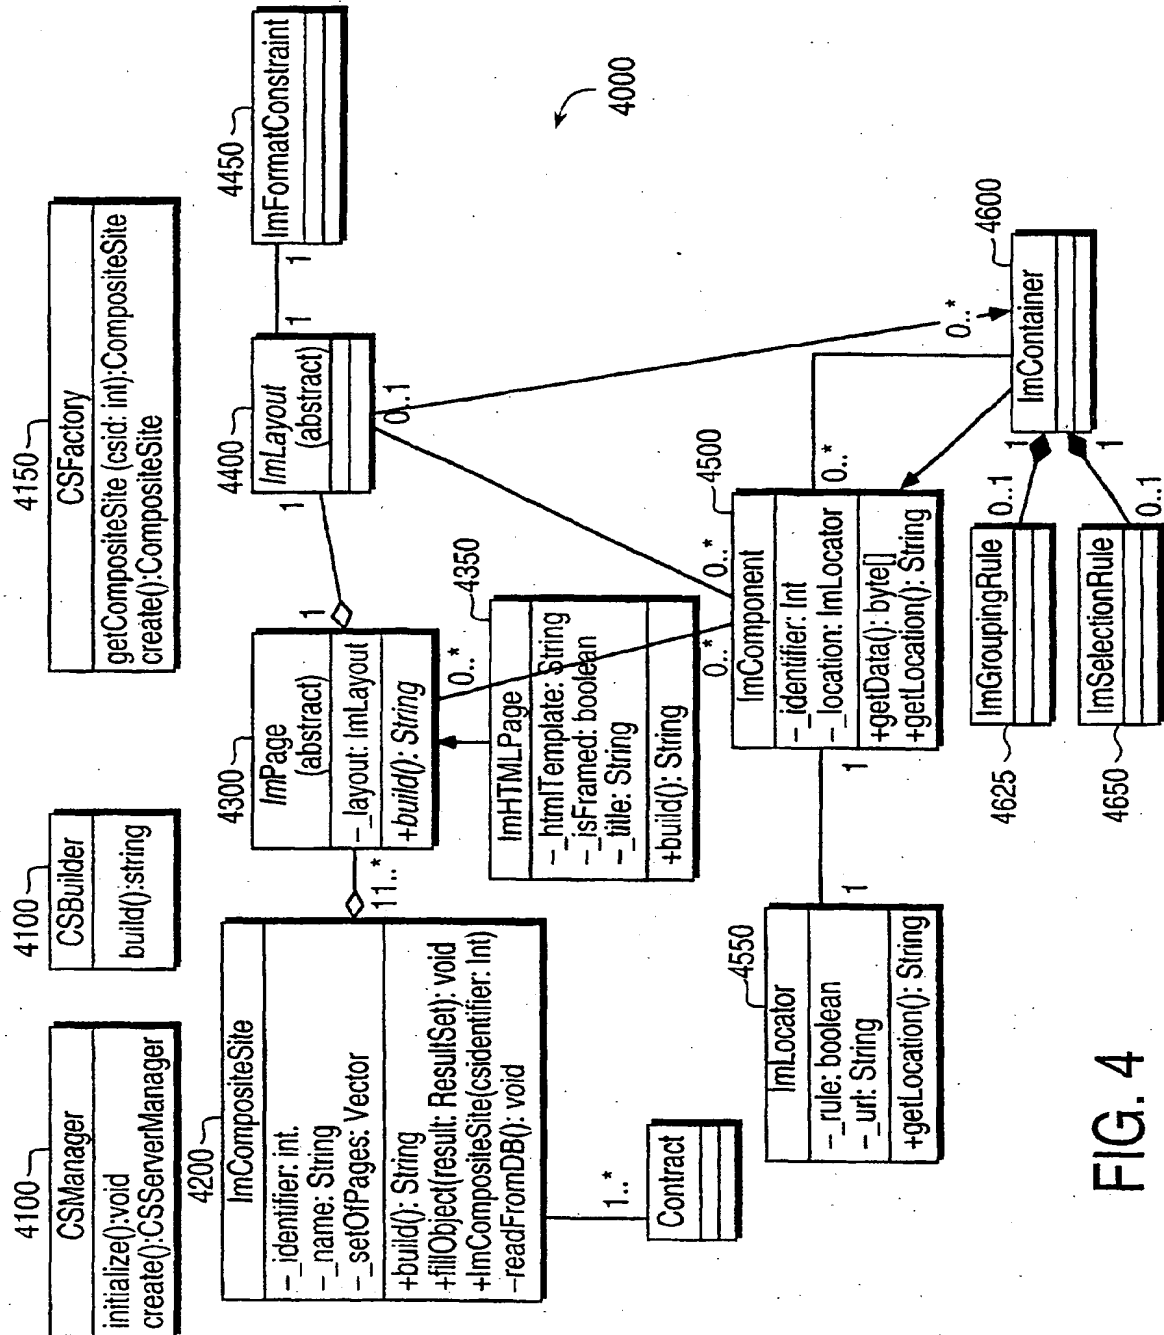 4100
CSManager
initialize():void
create():CSServerManager
4100
CSBuilder
build():string
4150
CSFactory
getCompositeSite (csid: int):CompositeSite
create():CompositeSite
4200
ImCompositeSite
–_identifier: int.
–_name: String
–_setOfPages: Vector
+build(): String
+fillObject(result: ResultSet): void
+ImCompositeSite(csidentifier: Int)
–readFromDB(): void
11..*
4300
ImPage
(abstract)
–_layout: ImLayout
+build(): String
1
0..*
1
4400
ImLayout
(abstract)
1
0..1
1
4450
ImFormatConstraint
4000
4350
ImHTMLPage
–_htmlTemplate: String
–_isFramed: boolean
–_title: String
+build(): String
1..*
Contract
4550
ImLocator
–_rule: boolean
–_url: String
+getLocation(): String
1
1
0..*
0..*
4500
ImComponent
–_identifier: Int
–_location: ImLocator
+getData(): byte[]
+getLocation(): String
0..*
0..*
4600
ImContainer
1
1
0..1
ImGroupingRule
4625
0..1
ImSelectionRule
4650
FIG. 4